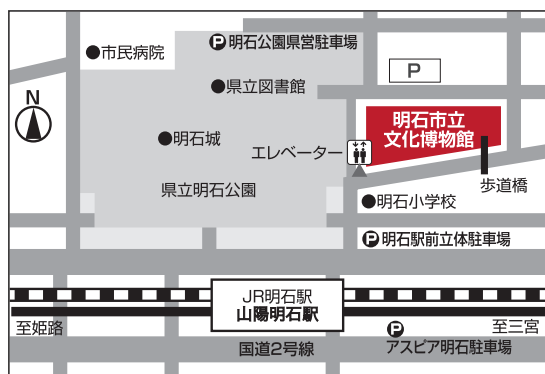 P 明石公園県営駐車場
●市民病院
P
●県立図書館
N
明石市立
文化博物館
●明石城
エレベーター
県立明石公園
歩道橋
●明石小学校
P 明石駅前立体駐車場
JR明石駅
山陽明石駅
至姫路
至三宮
P
国道2号線
アスピア明石駐車場